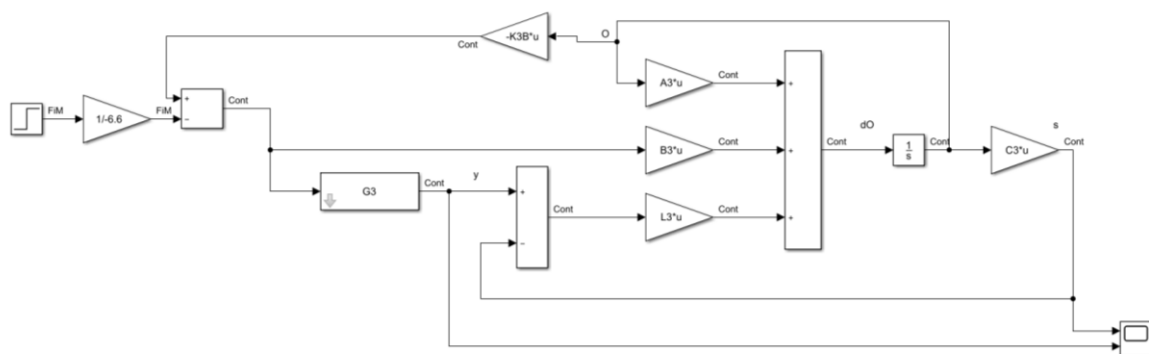 -K3B*u
O
Cont
A3*u
Cont
+
FiM
1/-6.6
FiM
+
−
Cont
dO
s
B3*u
Cont
+
Cont
1
s
Cont
C3*u
Cont
G3
Cont
y
+
−
Cont
L3*u
Cont
+